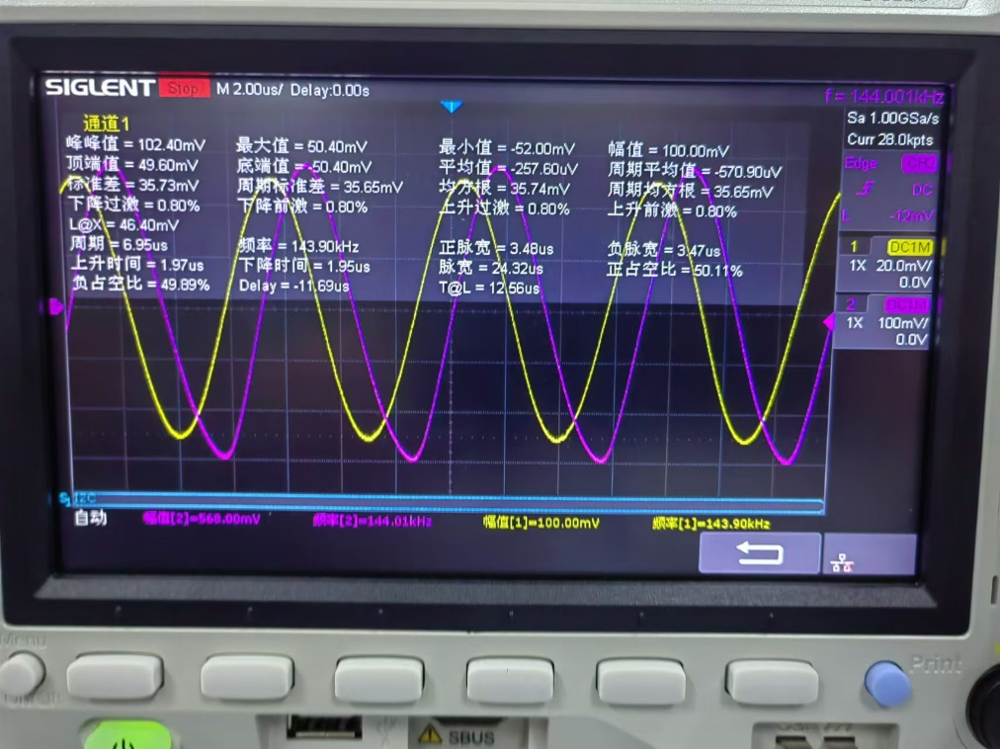 SIGLENT Stop M 2.00us/ Delay:0.00s
f = 144.001kHz
Sa 1.00GSa/s
Curr 28.0kpts
Edge CH2
DC
L -12mV
1 DC1M
1X 20.0mV/
0.0V
2 DC1M
1X 100mV/
0.0V
通道1
峰峰值 = 102.40mV 最大值 = 50.40mV 最小值 = -52.00mV 幅值 = 100.00mV
顶端值 = 49.60mV 底端值 = -50.40mV 平均值 = -257.60uV 周期平均值 = -570.90uV
标准差 = 35.73mV 周期标准差 = 35.65mV 均方根 = 35.74mV 周期均方根 = 35.65mV
下降过激 = 0.80% 下降前激 = 0.80% 上升过激 = 0.80% 上升前激 = 0.80%
L@X = 46.40mV
周期 = 6.95us 频率 = 143.90kHz 正脉宽 = 3.48us 负脉宽 = 3.47us
上升时间 = 1.97us 下降时间 = 1.95us 脉宽 = 24.32us 正占空比 = 50.11%
负占空比 = 49.89% Delay = -11.69us T@L = 12.56us
自动 幅值[2]=568.00mV 频率[2]=144.01kHz 幅值[1]=100.00mV 频率[1]=143.90kHz
Menu
Print
SBUS